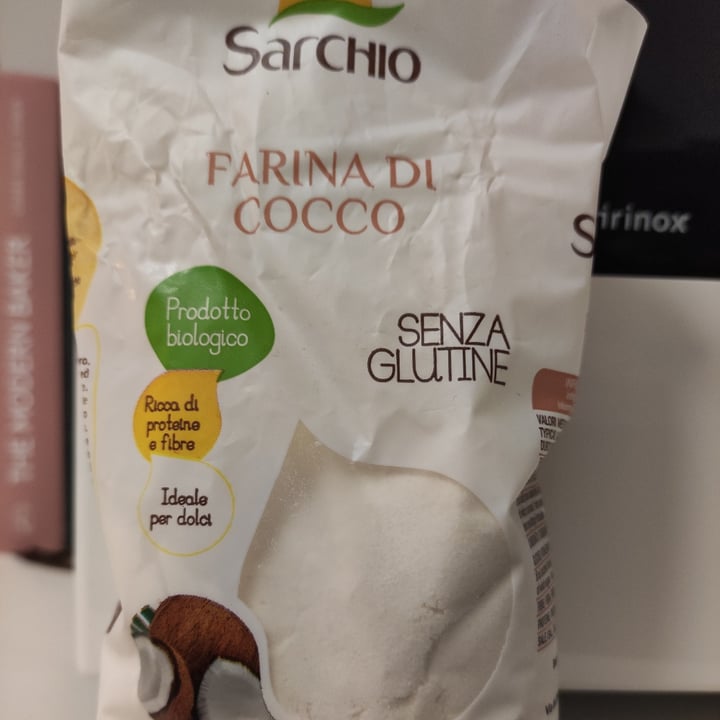 Sarchio
FARINA DI
COCCO
Prodotto
biologico
SENZA
GLUTINE
Ricca di
proteine
e fibre
Ideale
per dolci
THE MODERN BAKER
irinox
VALORI